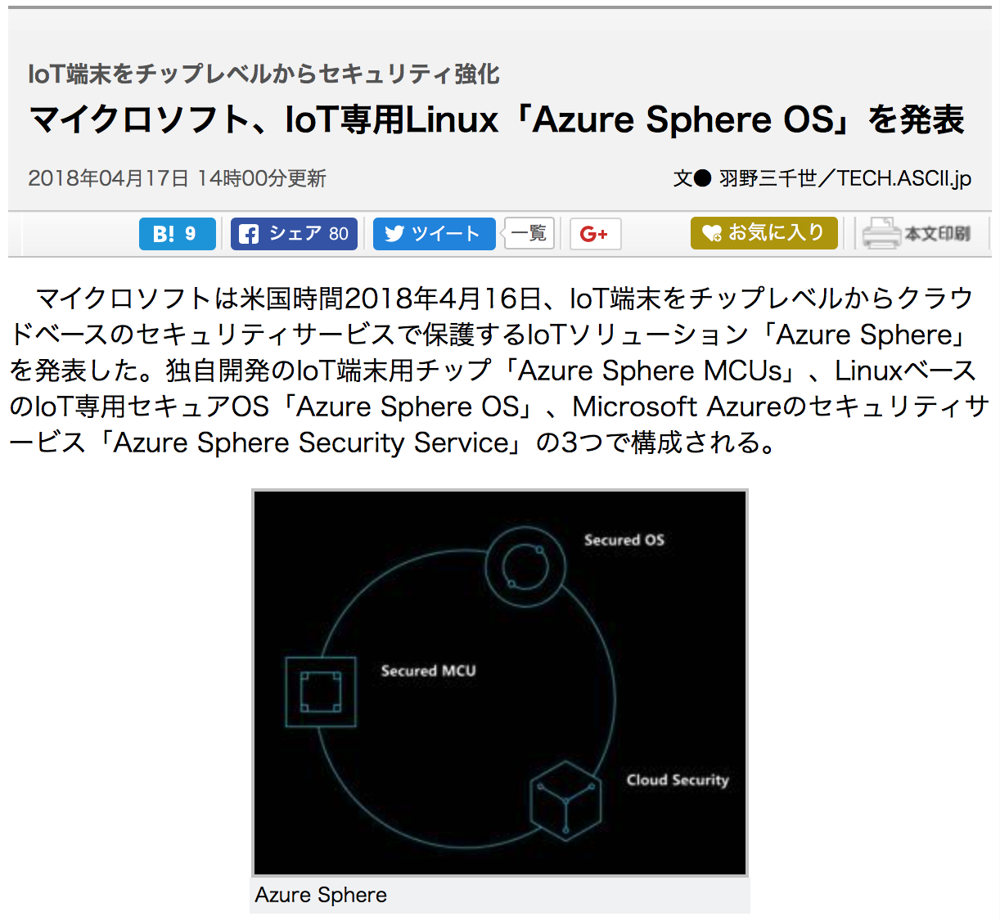 IoT端末をチップレベルからセキュリティ強化
マイクロソフト、IoT専用Linux「Azure Sphere OS」を発表
2018年04月17日 14時00分更新
文● 羽野三千世／TECH.ASCII.jp
B! 9
シェア 80
ツイート
一覧
G+
お気に入り
本文印刷
マイクロソフトは米国時間2018年4月16日、IoT端末をチップレベルからクラウ
ドベースのセキュリティサービスで保護するIoTソリューション「Azure Sphere」
を発表した。独自開発のIoT端末用チップ「Azure Sphere MCUs」、Linuxベース
のIoT専用セキュアOS「Azure Sphere OS」、Microsoft Azureのセキュリティサ
ービス「Azure Sphere Security Service」の3つで構成される。
Secured OS
Secured MCU
Cloud Security
Azure Sphere